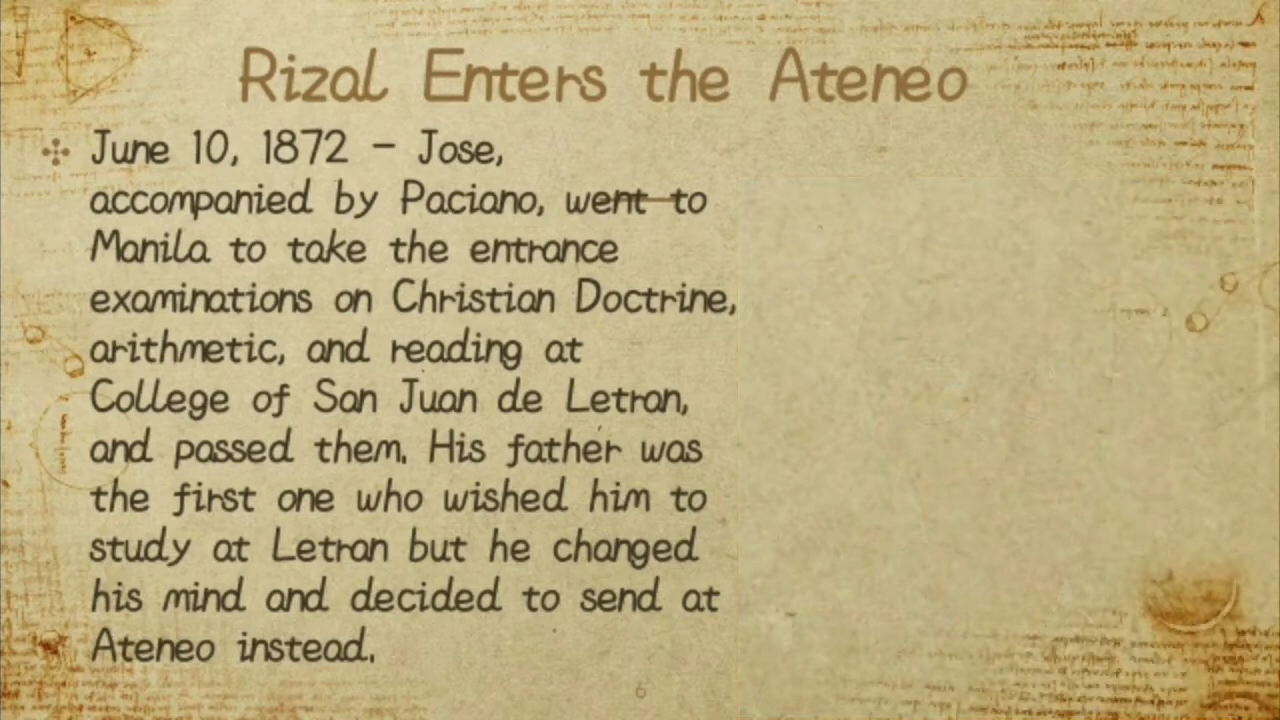 Rizal Enters the Ateneo
June 10, 1872 – Jose,
accompanied by Paciano, went to
Manila to take the entrance
examinations on Christian Doctrine,
arithmetic, and reading at
College of San Juan de Letran,
and passed them. His father was
the first one who wished him to
study at Letran but he changed
his mind and decided to send at
Ateneo instead.
6